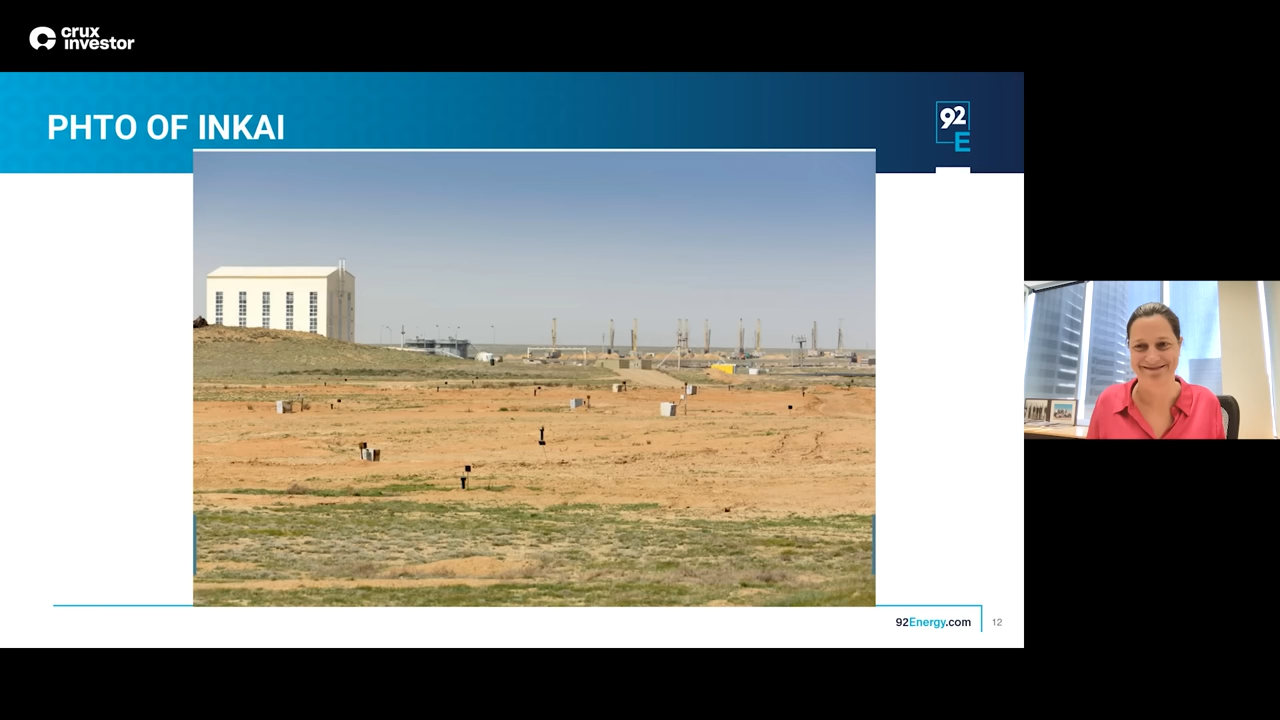 crux
investor
PHTO OF INKAI
92
E
92Energy.com
12